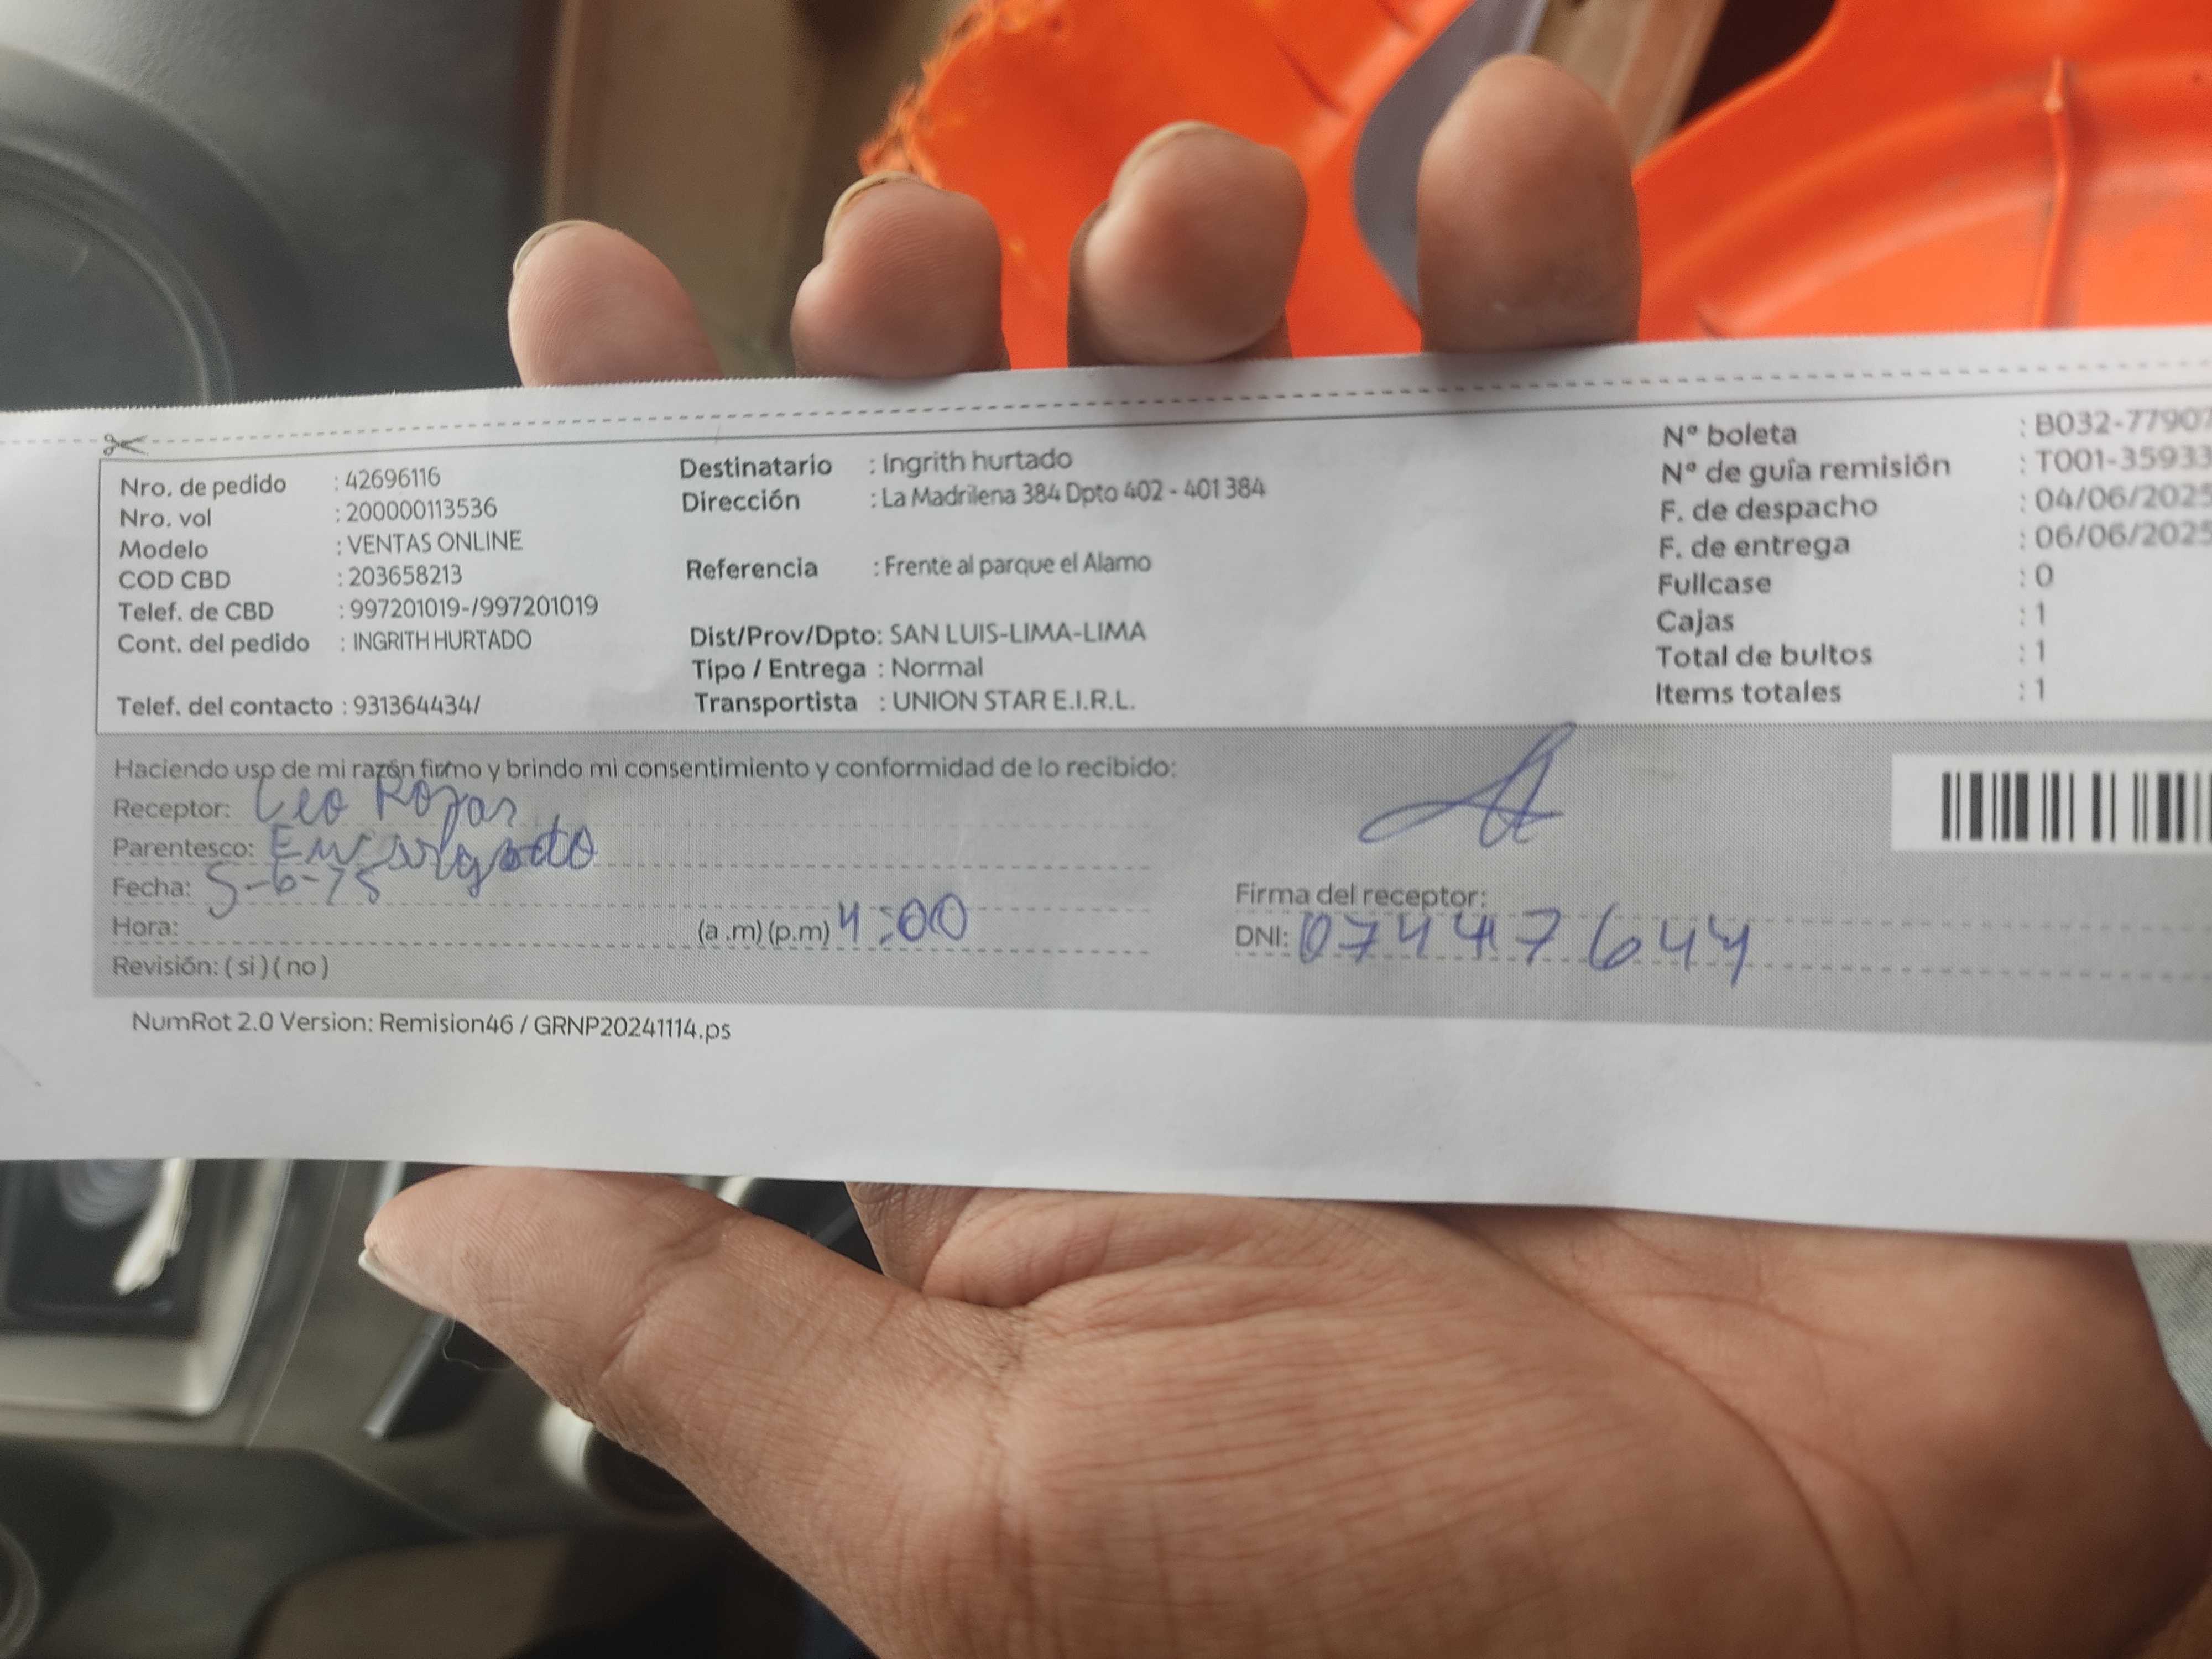 Nro. de pedido : 42696116
Nro. vol : 200000113536
Modelo : VENTAS ONLINE
COD CBD : 203658213
Telef. de CBD : 997201019-/997201019
Cont. del pedido : INGRITH HURTADO
Telef. del contacto : 931364434/
Destinatario : Ingrith hurtado
Dirección : La Madrilena 384 Dpto 402 - 401 384
Referencia : Frente al parque el Alamo
Dist/Prov/Dpto: SAN LUIS-LIMA-LIMA
Tipo / Entrega : Normal
Transportista : UNION STAR E.I.R.L.
Nº boleta : B032-77907
Nº de guía remisión : T001-35933
F. de despacho : 04/06/2025
F. de entrega : 06/06/2025
Fullcase : 0
Cajas : 1
Total de bultos : 1
Items totales : 1
Haciendo uso de mi razón firmo y brindo mi consentimiento y conformidad de lo recibido:
Receptor: Leo Rojas
Parentesco: Encargado
Fecha: 5-6-25
Hora: (a.m) (p.m) 4:00
Revisión: ( si ) ( no )
Firma del receptor:
DNI: 07447644
NumRot 2.0 Version: Remision46 / GRNP20241114.ps